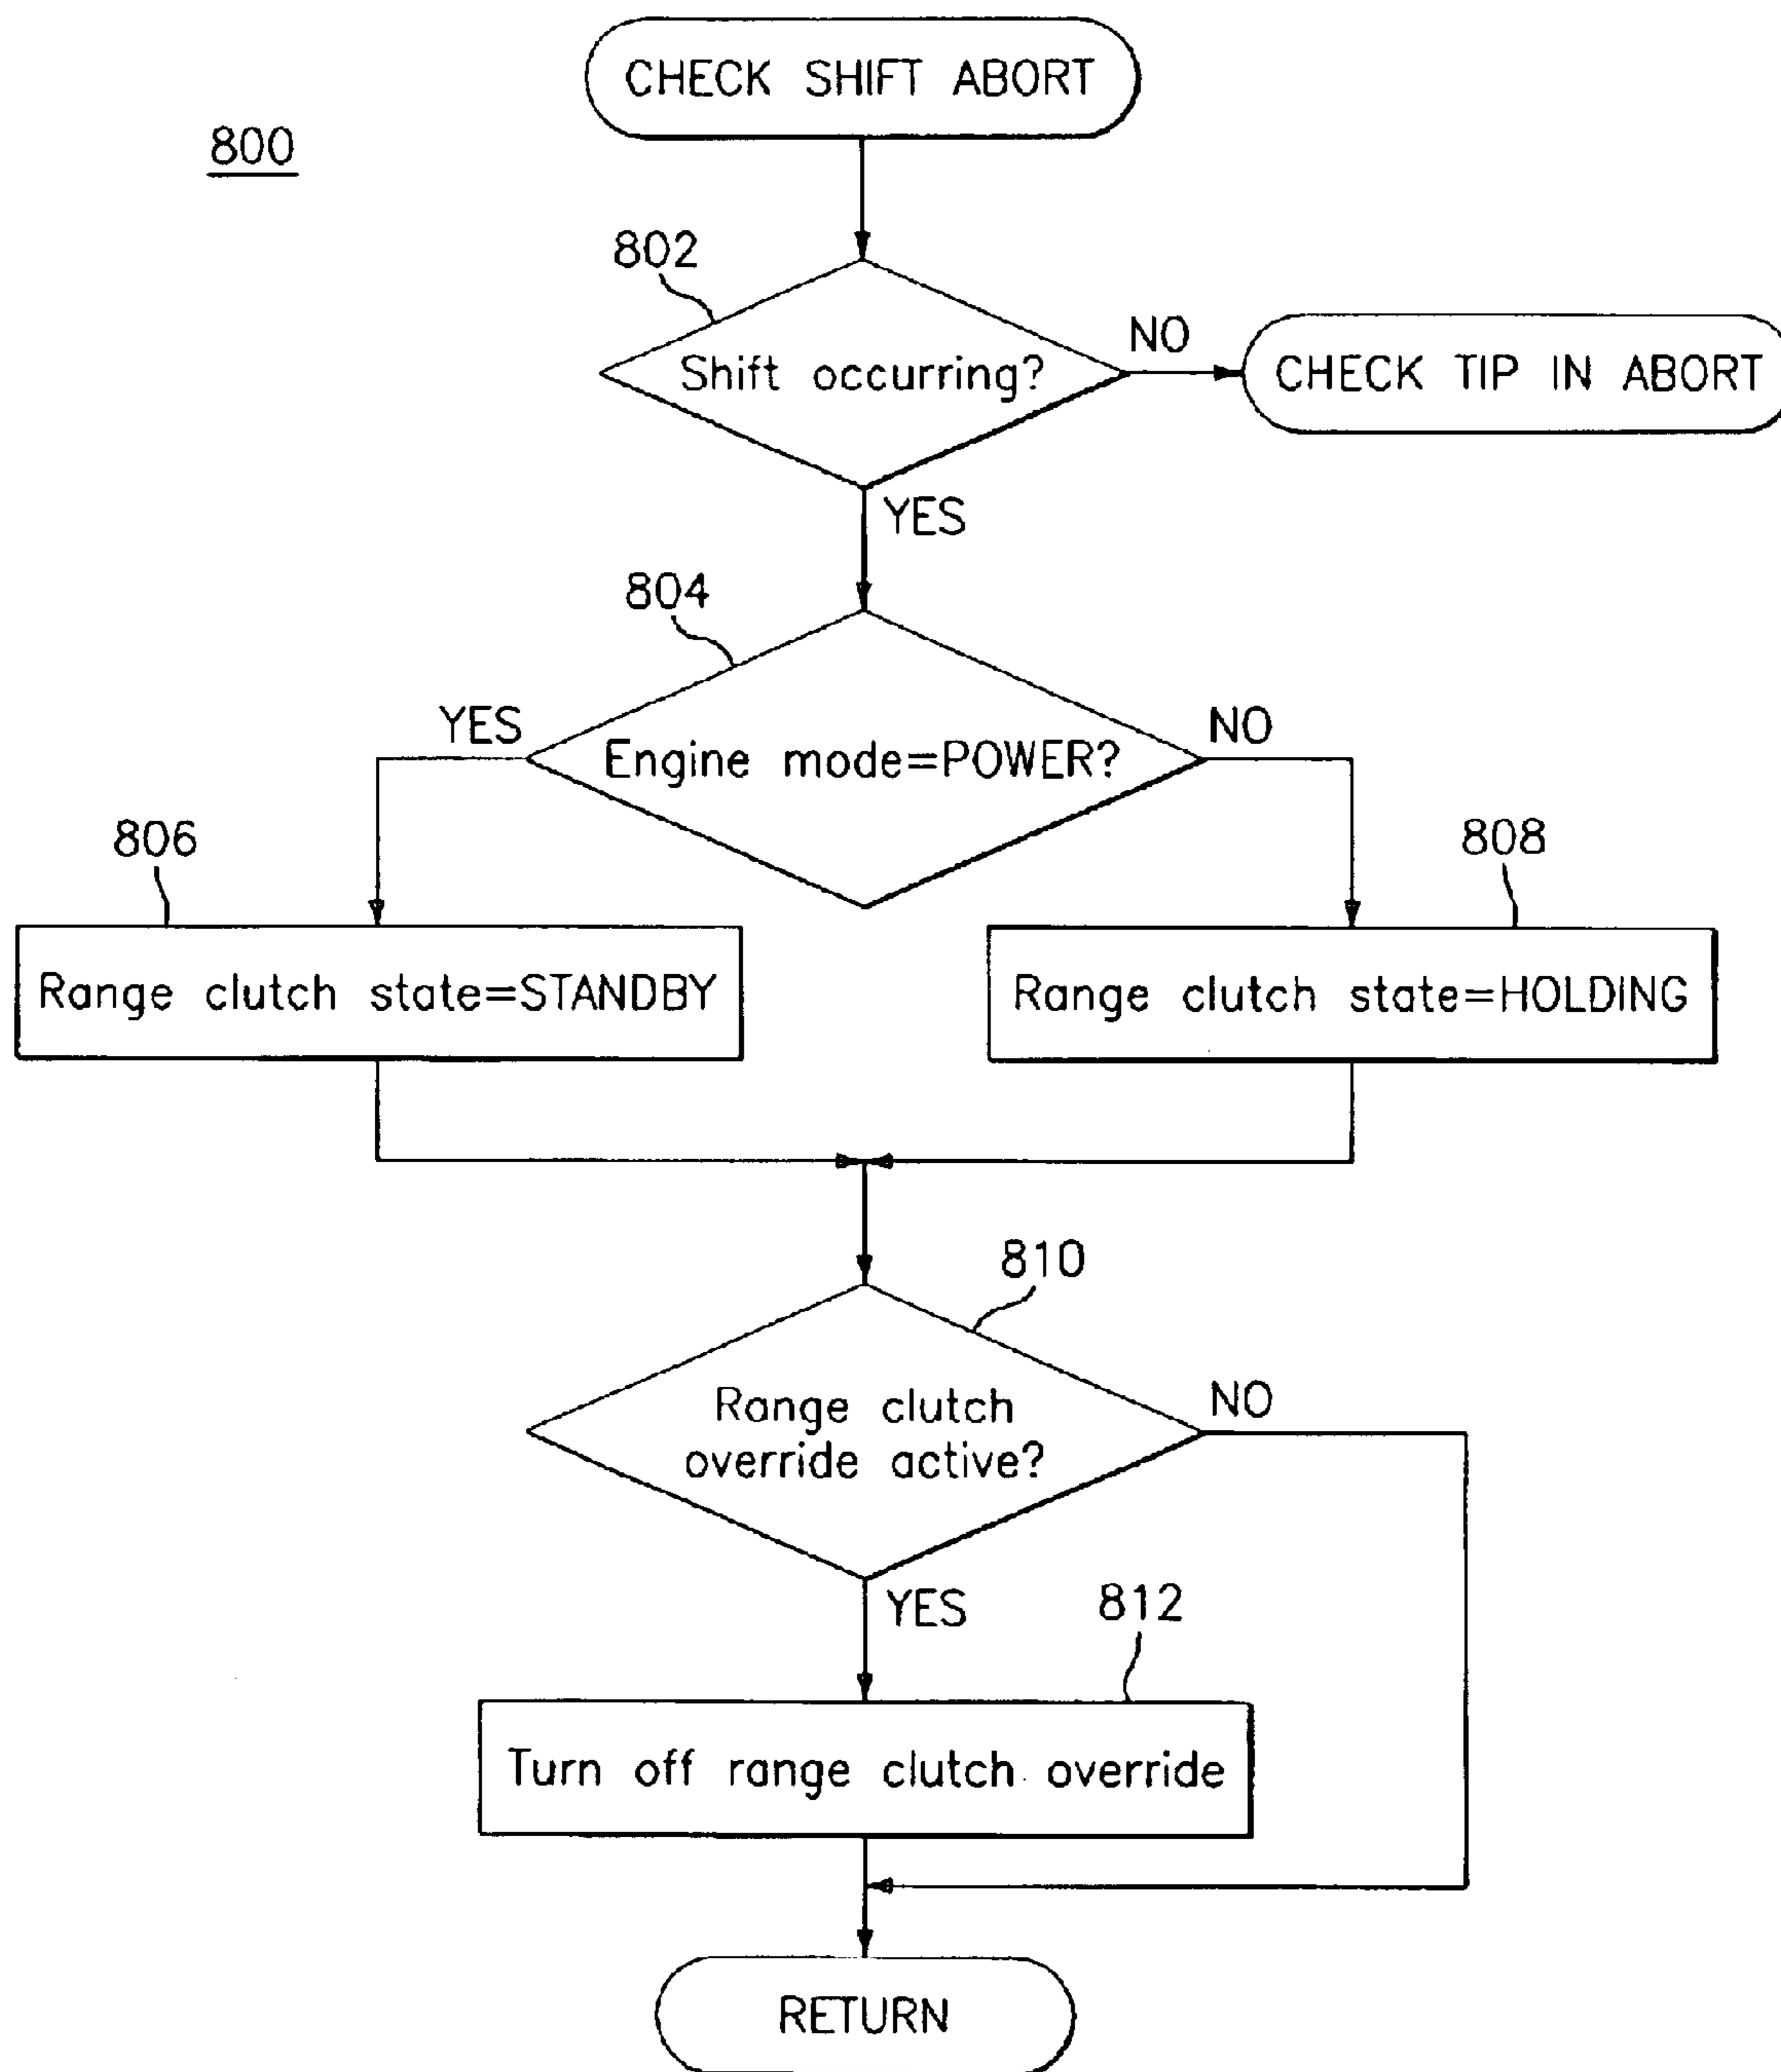 CHECK SHIFT ABORT
800
802
Shift occurring?
NO
CHECK TIP IN ABORT
YES
804
YES
Engine mode=POWER?
NO
806
808
Range clutch state=STANDBY
Range clutch state=HOLDING
810
Range clutch
override active?
NO
YES
812
Turn off range clutch override
RETURN